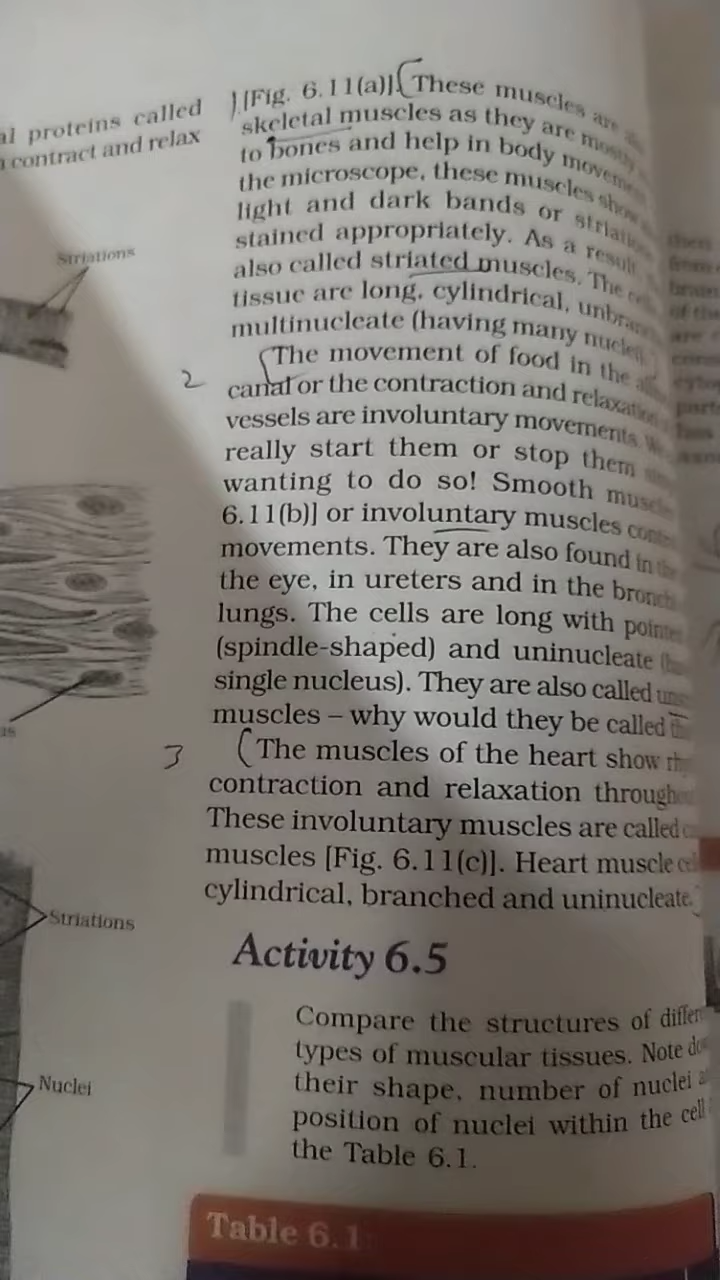 al proteins called
contract and relax
Striations
Striations
Nuclei
[Fig. 6.11(a)]. These muscles are
skeletal muscles as they are mostly
to bones and help in body
the microscope, these muscles show
light and dark bands or
stained appropriately. As a result
also called striated muscles. The
tissue are long, cylindrical,
multinucleate (having many nuclei
2
The movement of food in the
canal or the contraction and
vessels are involuntary movements. We
really start them or stop them
wanting to do so! Smooth
6.11(b)] or involuntary muscles
movements. They are also found in the
the eye, in ureters and in the
lungs. The cells are long with
(spindle-shaped) and uninucleate
single nucleus). They are also called
muscles – why would they be called
3
The muscles of the heart show
contraction and relaxation
These involuntary muscles are called
muscles [Fig. 6.11(c)]. Heart muscle
cylindrical, branched and uninucleate.
Activity 6.5
Compare the structures of
types of muscular tissues. Note
their shape, number of nuclei
position of nuclei within the cell
the Table 6.1.
Table 6.1